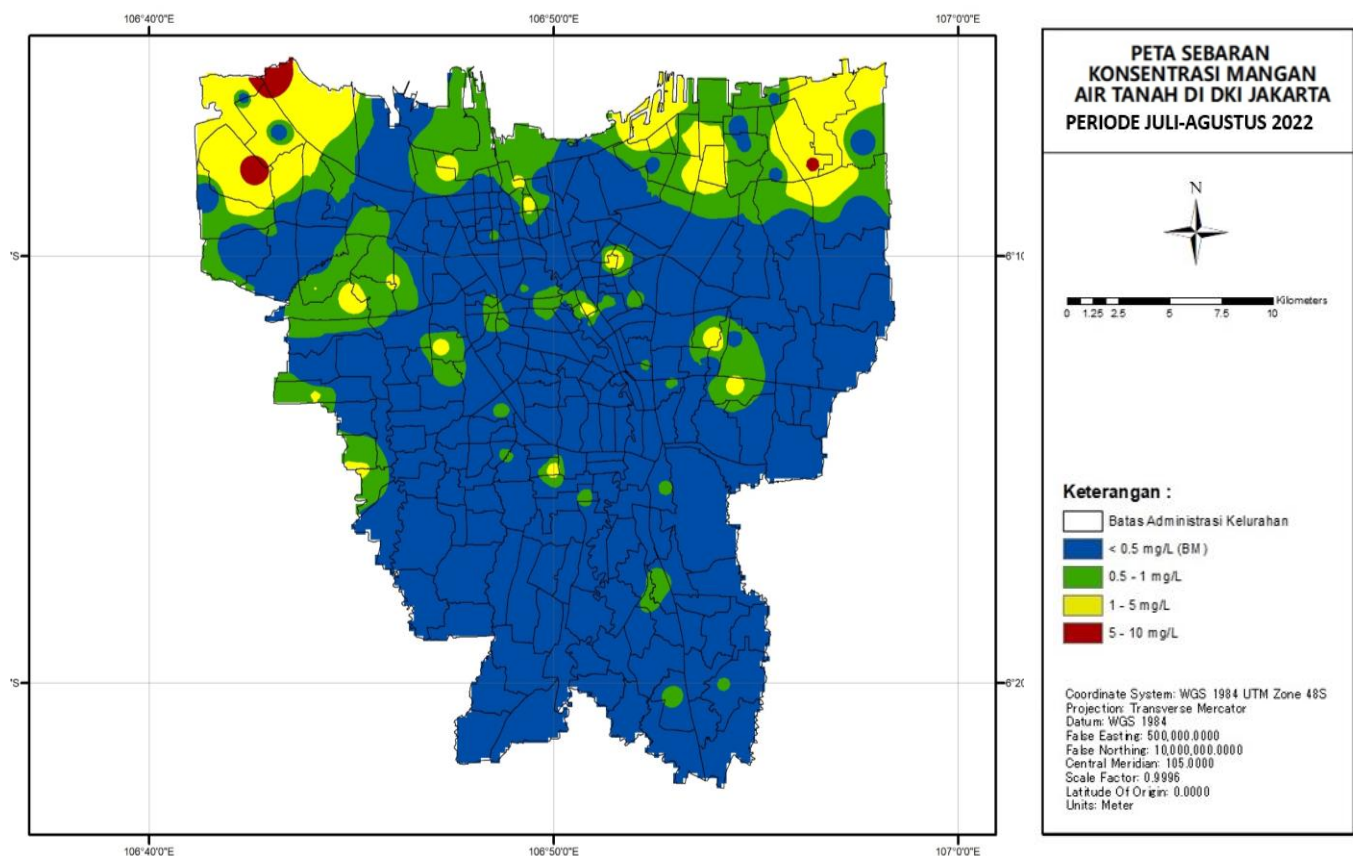 106°40'0"E
106°50'0"E
107°0'0"E
PETA SEBARAN
KONSENTRASI MANGAN
AIR TANAH DI DKI JAKARTA
PERIODE JULI-AGUSTUS 2022
N
Kilometers
0 1.25 2.5 5 7.5 10
'S
6°10
'S
6°20
Keterangan :
Batas Administrasi Kelurahan
< 0.5 mg/L (BM)
0.5 - 1 mg/L
1 - 5 mg/L
5 - 10 mg/L
Coordinate System: WGS 1984 UTM Zone 48S
Projection: Transverse Mercator
Datum: WGS 1984
False Easting: 500,000.0000
False Northing: 10,000,000.0000
Central Meridian: 105.0000
Scale Factor: 0.9996
Latitude Of Origin: 0.0000
Units: Meter
106°40'0"E
106°50'0"E
107°0'0"E